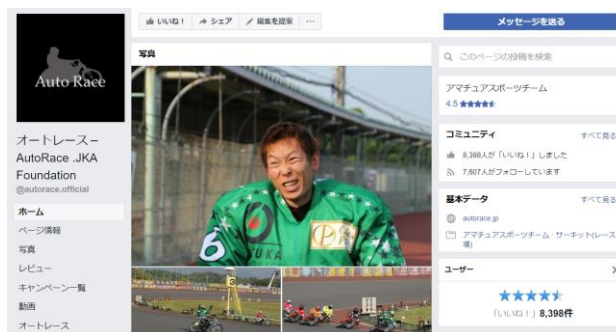 Auto Race
オートレース –
AutoRace .JKA
Foundation
@autorace.official
ホーム
ページ情報
写真
レビュー
キャンペーン一覧
動画
オートレース
いいね！ シェア 編集を提案 …
写真
6
3
メッセージを送る
このページの投稿を検索
アマチュアスポーツチーム
4.5 ★★★★★
コミュニティ すべて見る
8,398人が「いいね！」しました
7,607人がフォローしています
基本データ すべて見る
autorace.jp
アマチュアスポーツチーム · サーキット(レース
場)
ユーザー
「いいね！」8,398件